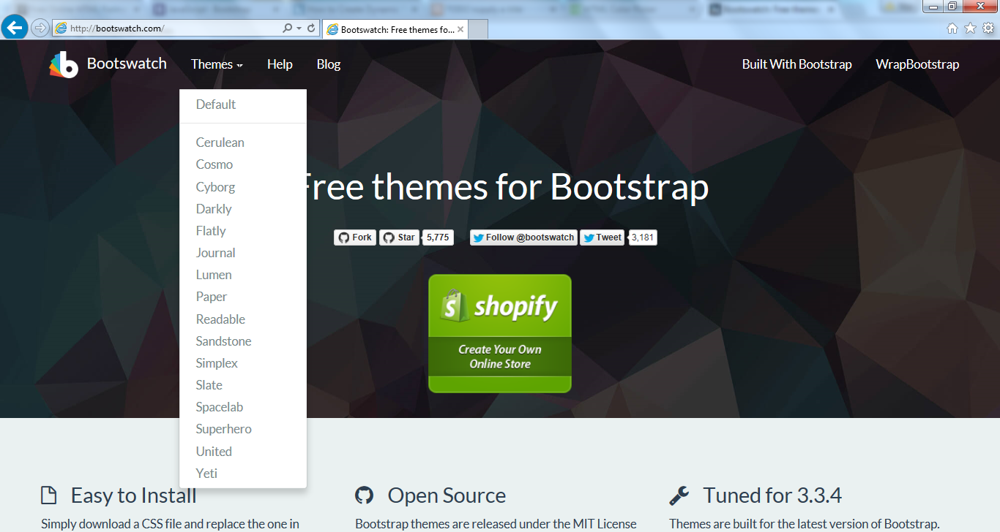 http://bootswatch.com/
Bootswatch: Free themes fo...
Bootswatch
Themes
Help
Blog
Built With Bootstrap
WrapBootstrap
Default
Cerulean
Cosmo
Cyborg
Darkly
Flatly
Journal
Lumen
Paper
Readable
Sandstone
Simplex
Slate
Spacelab
Superhero
United
Yeti
Free themes for Bootstrap
Fork
Star
5,775
Follow @bootswatch
Tweet
3,181
shopify
Create Your Own
Online Store
Easy to Install
Simply download a CSS file and replace the one in
Open Source
Bootstrap themes are released under the MIT License
Tuned for 3.3.4
Themes are built for the latest version of Bootstrap.